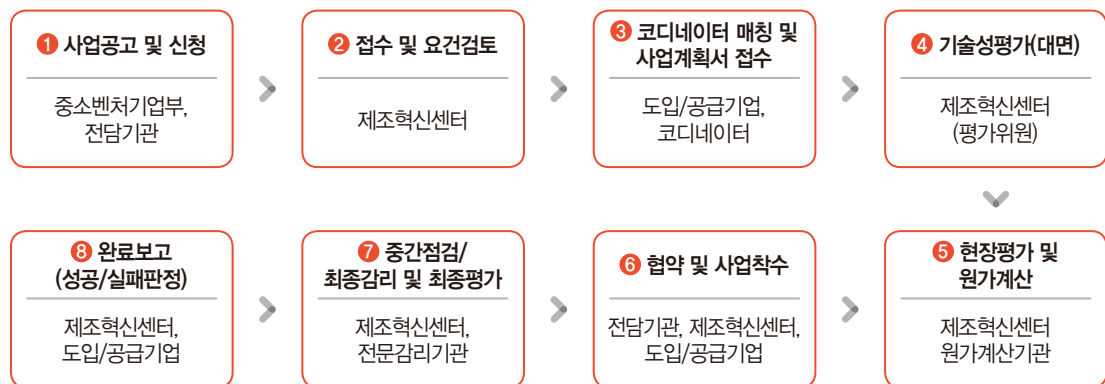 ❶ 사업공고 및 신청
중소벤처기업부,
전담기관
❷ 접수 및 요건검토
제조혁신센터
❸ 코디네이터 매칭 및
사업계획서 접수
도입/공급기업,
코디네이터
❹ 기술성평가(대면)
제조혁신센터
(평가위원)
❺ 현장평가 및
원가계산
제조혁신센터
원가계산기관
❻ 협약 및 사업착수
전담기관, 제조혁신센터,
도입/공급기업
❼ 중간점검/
최종감리 및 최종평가
제조혁신센터,
전문감리기관
❽ 완료보고
(성공/실패판정)
제조혁신센터,
도입/공급기업